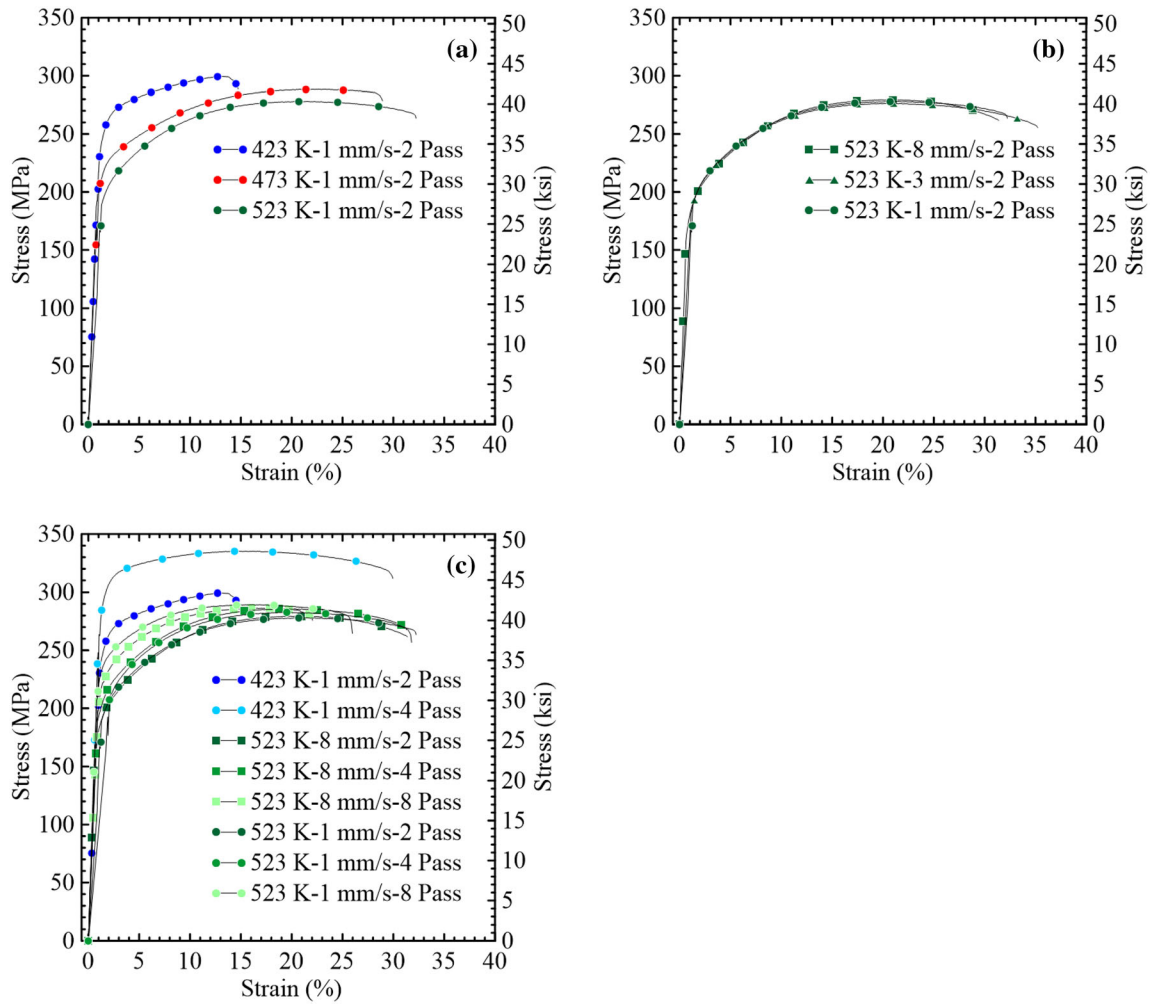 (a)
350
300
250
200
150
100
50
0
Stress (MPa)
50
45
40
35
30
25
20
15
10
5
0
Stress (ksi)
423 K-1 mm/s-2 Pass
473 K-1 mm/s-2 Pass
523 K-1 mm/s-2 Pass
0 5 10 15 20 25 30 35 40
Strain (%)
(b)
350
300
250
200
150
100
50
0
Stress (MPa)
50
45
40
35
30
25
20
15
10
5
0
Stress (ksi)
523 K-8 mm/s-2 Pass
523 K-3 mm/s-2 Pass
523 K-1 mm/s-2 Pass
0 5 10 15 20 25 30 35 40
Strain (%)
(c)
350
300
250
200
150
100
50
0
Stress (MPa)
50
45
40
35
30
25
20
15
10
5
0
Stress (ksi)
423 K-1 mm/s-2 Pass
423 K-1 mm/s-4 Pass
523 K-8 mm/s-2 Pass
523 K-8 mm/s-4 Pass
523 K-8 mm/s-8 Pass
523 K-1 mm/s-2 Pass
523 K-1 mm/s-4 Pass
523 K-1 mm/s-8 Pass
0 5 10 15 20 25 30 35 40
Strain (%)